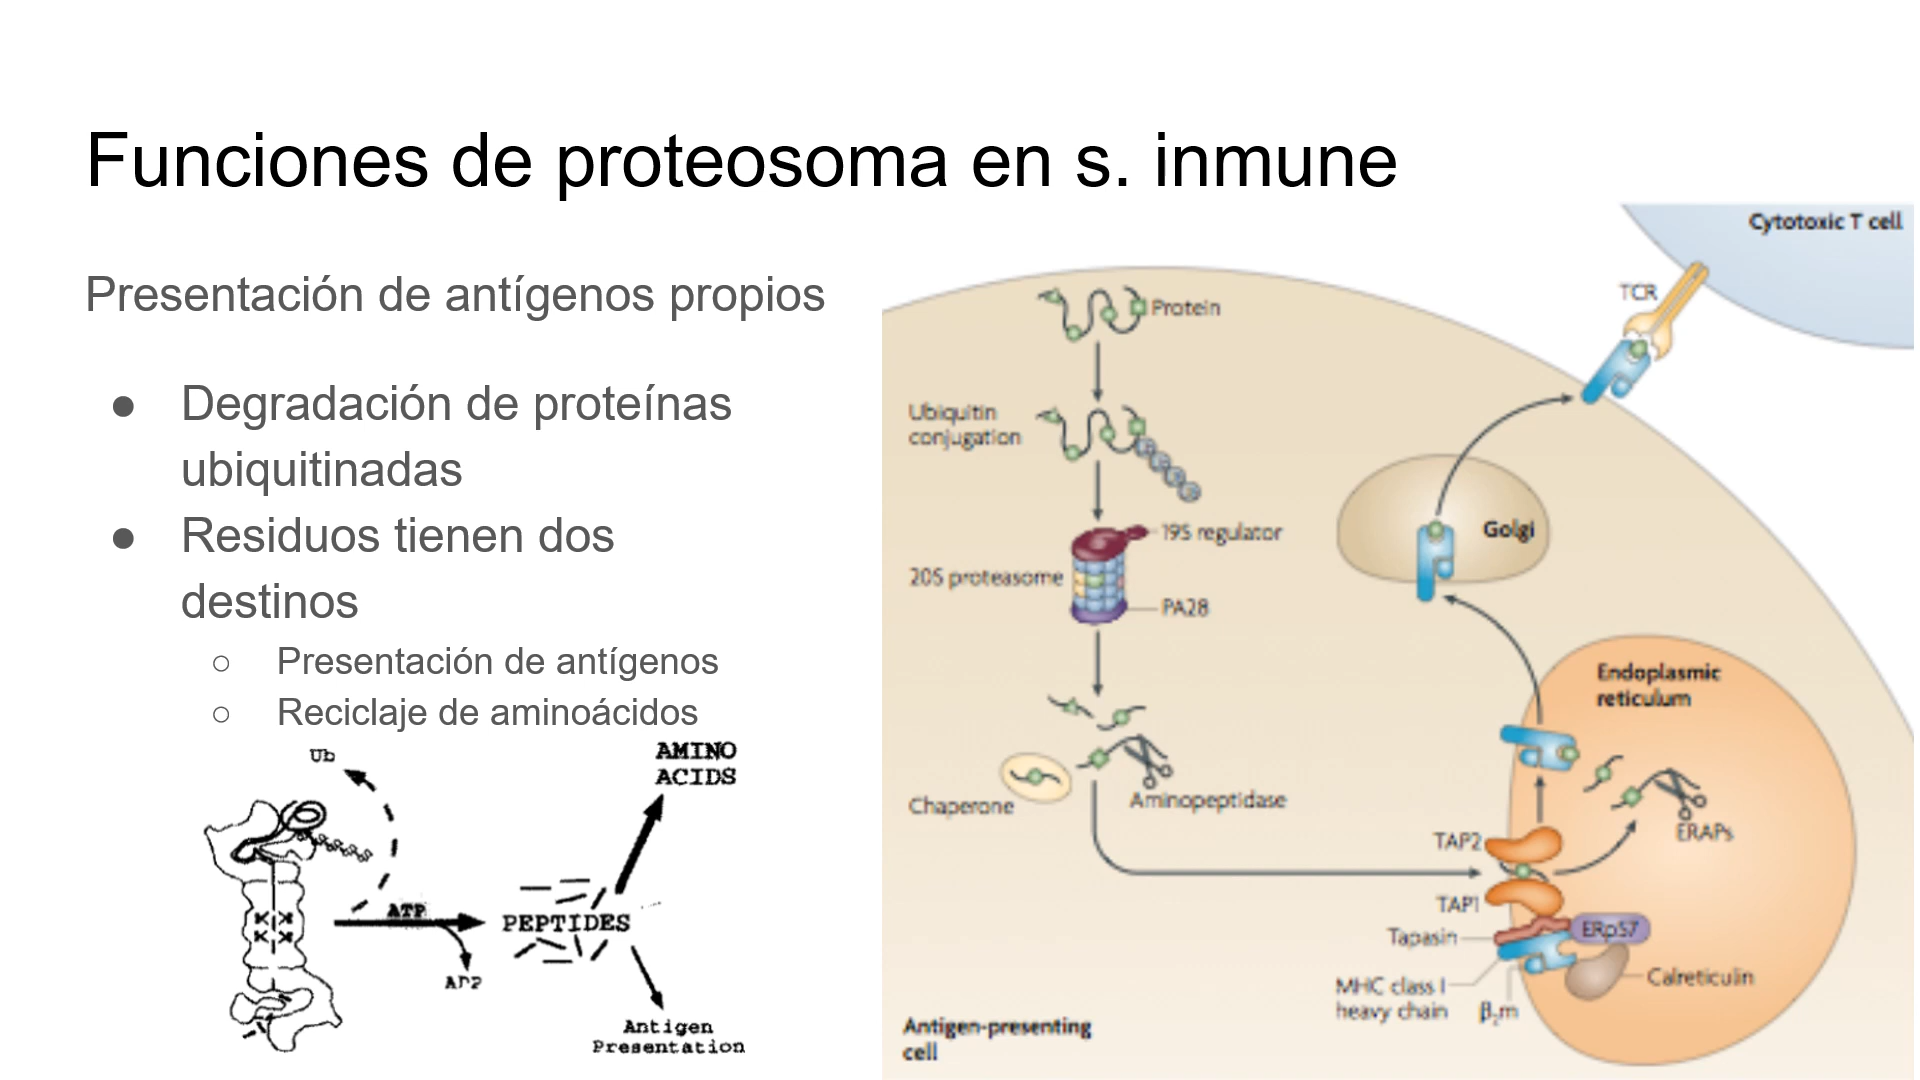 Funciones de proteosoma en s. inmune
Presentación de antígenos propios
● Degradación de proteínas
ubiquitinadas
● Residuos tienen dos
destinos
○ Presentación de antígenos
○ Reciclaje de aminoácidos
Ub
AMINO
ACIDS
ATP
PEPTIDES
ADP
Antigen
Presentation
Cytotoxic T cell
TCR
Protein
Ubiquitin
conjugation
19S regulator
20S proteasome
PA28
Golgi
Endoplasmic
reticulum
Chaperone
Aminopeptidase
ERAPs
TAP2
TAP1
Tapasin
ERp57
MHC class I
heavy chain
β₂m
Calreticulin
Antigen-presenting
cell